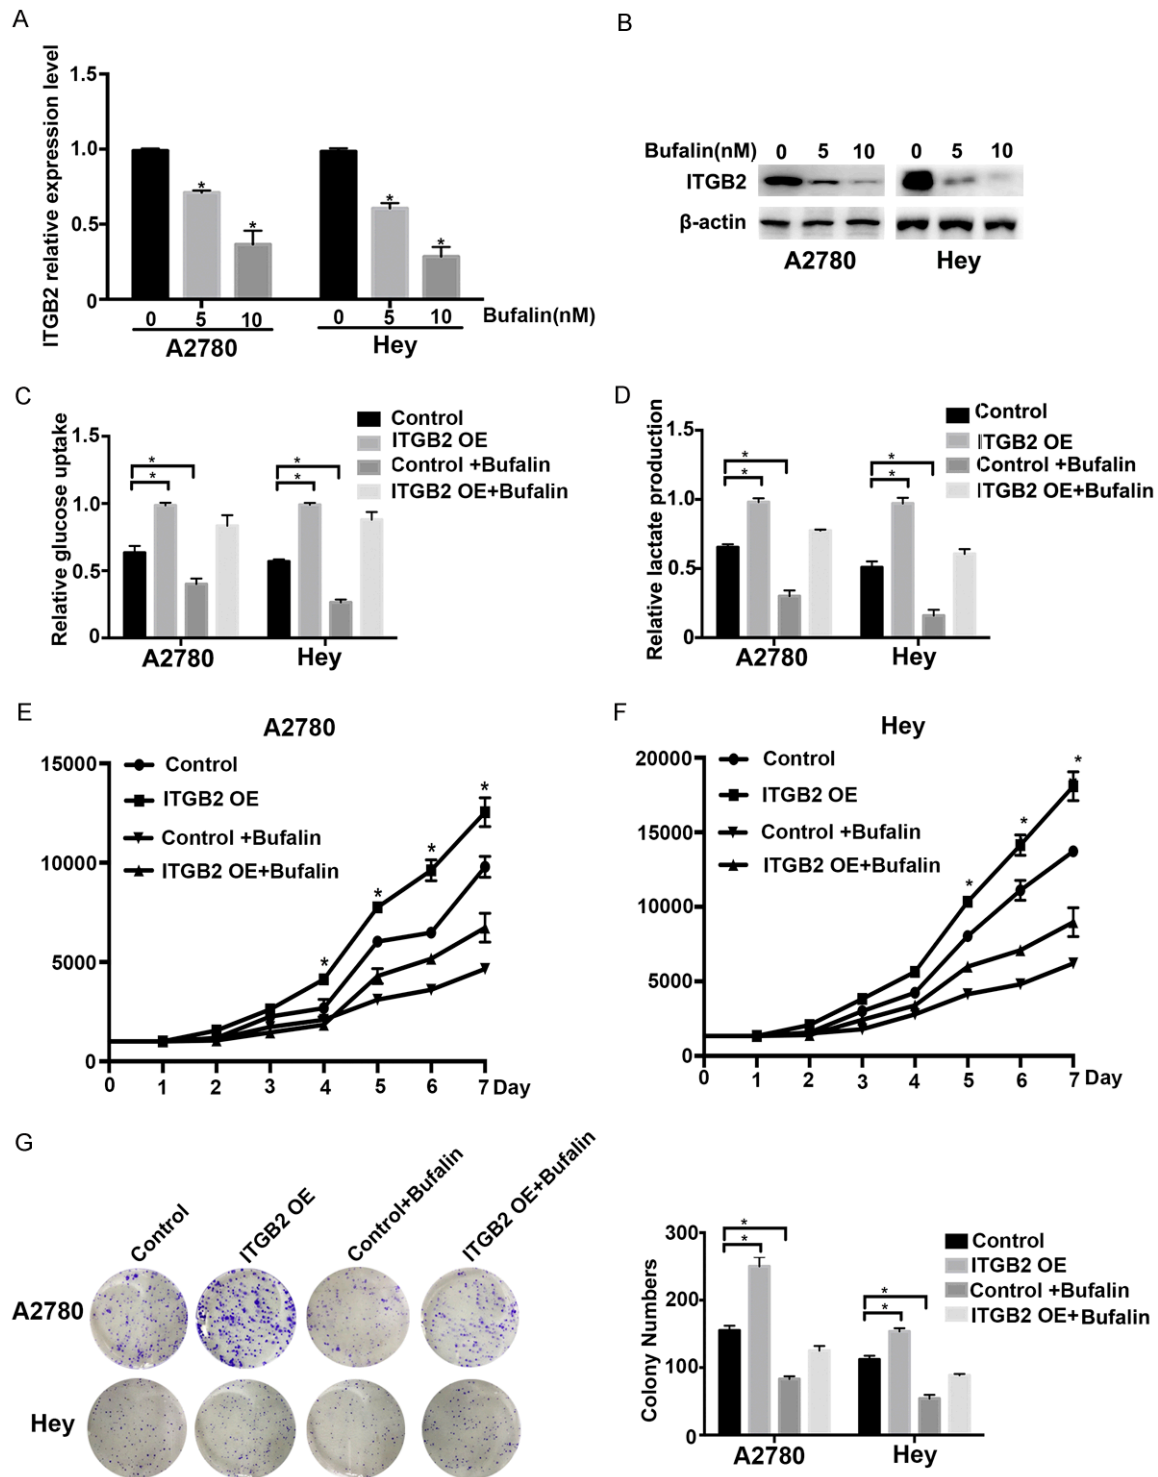 A
ITGB2 relative expression level
1.5
1.0
0.5
0
* * * *
0 5 10 0 5 10 Bufalin(nM)
A2780 Hey
B
Bufalin(nM) 0 5 10 0 5 10
ITGB2
β-actin
A2780 Hey
C
Relative glucose uptake
Control
ITGB2 OE
Control +Bufalin
ITGB2 OE+Bufalin
1.5
1.0
0.5
0
* * * *
A2780 Hey
D
Relative lactate production
Control
ITGB2 OE
Control +Bufalin
ITGB2 OE+Bufalin
1.5
1.0
0.5
0
* * * *
A2780 Hey
E
A2780
15000
10000
5000
0
Control
ITGB2 OE
Control +Bufalin
ITGB2 OE+Bufalin
* * * *
0 1 2 3 4 5 6 7 Day
F
Hey
20000
15000
10000
5000
0
Control
ITGB2 OE
Control +Bufalin
ITGB2 OE+Bufalin
* * *
0 1 2 3 4 5 6 7 Day
G
Control
ITGB2 OE
Control+Bufalin
ITGB2 OE+Bufalin
A2780
Hey
Colony Numbers
300
200
100
0
* * * *
Control
ITGB2 OE
Control +Bufalin
ITGB2 OE+Bufalin
A2780 Hey